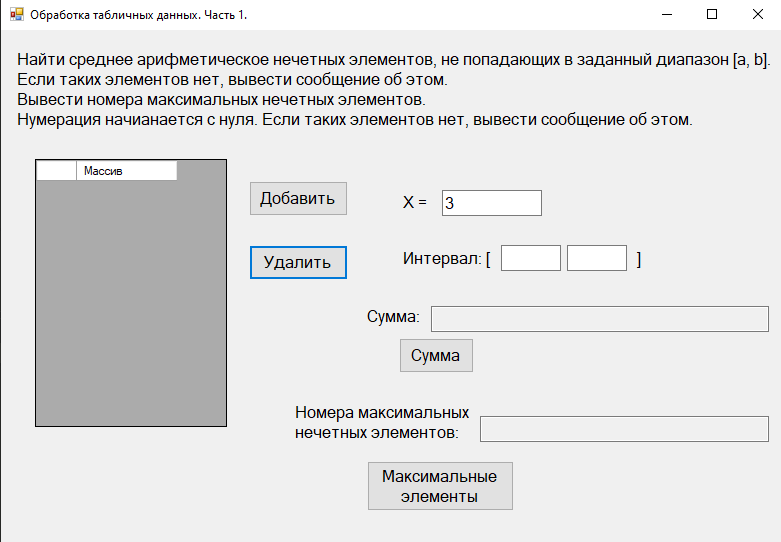 Обработка табличных данных. Часть 1.
Найти среднее арифметическое нечетных элементов, не попадающих в заданный диапазон [a, b].
Если таких элементов нет, вывести сообщение об этом.
Вывести номера максимальных нечетных элементов.
Нумерация начианается с нуля. Если таких элементов нет, вывести сообщение об этом.
Массив
Добавить
X =
3
Удалить
Интервал: [
]
Сумма:
Сумма
Номера максимальных
нечетных элементов:
Максимальные
элементы